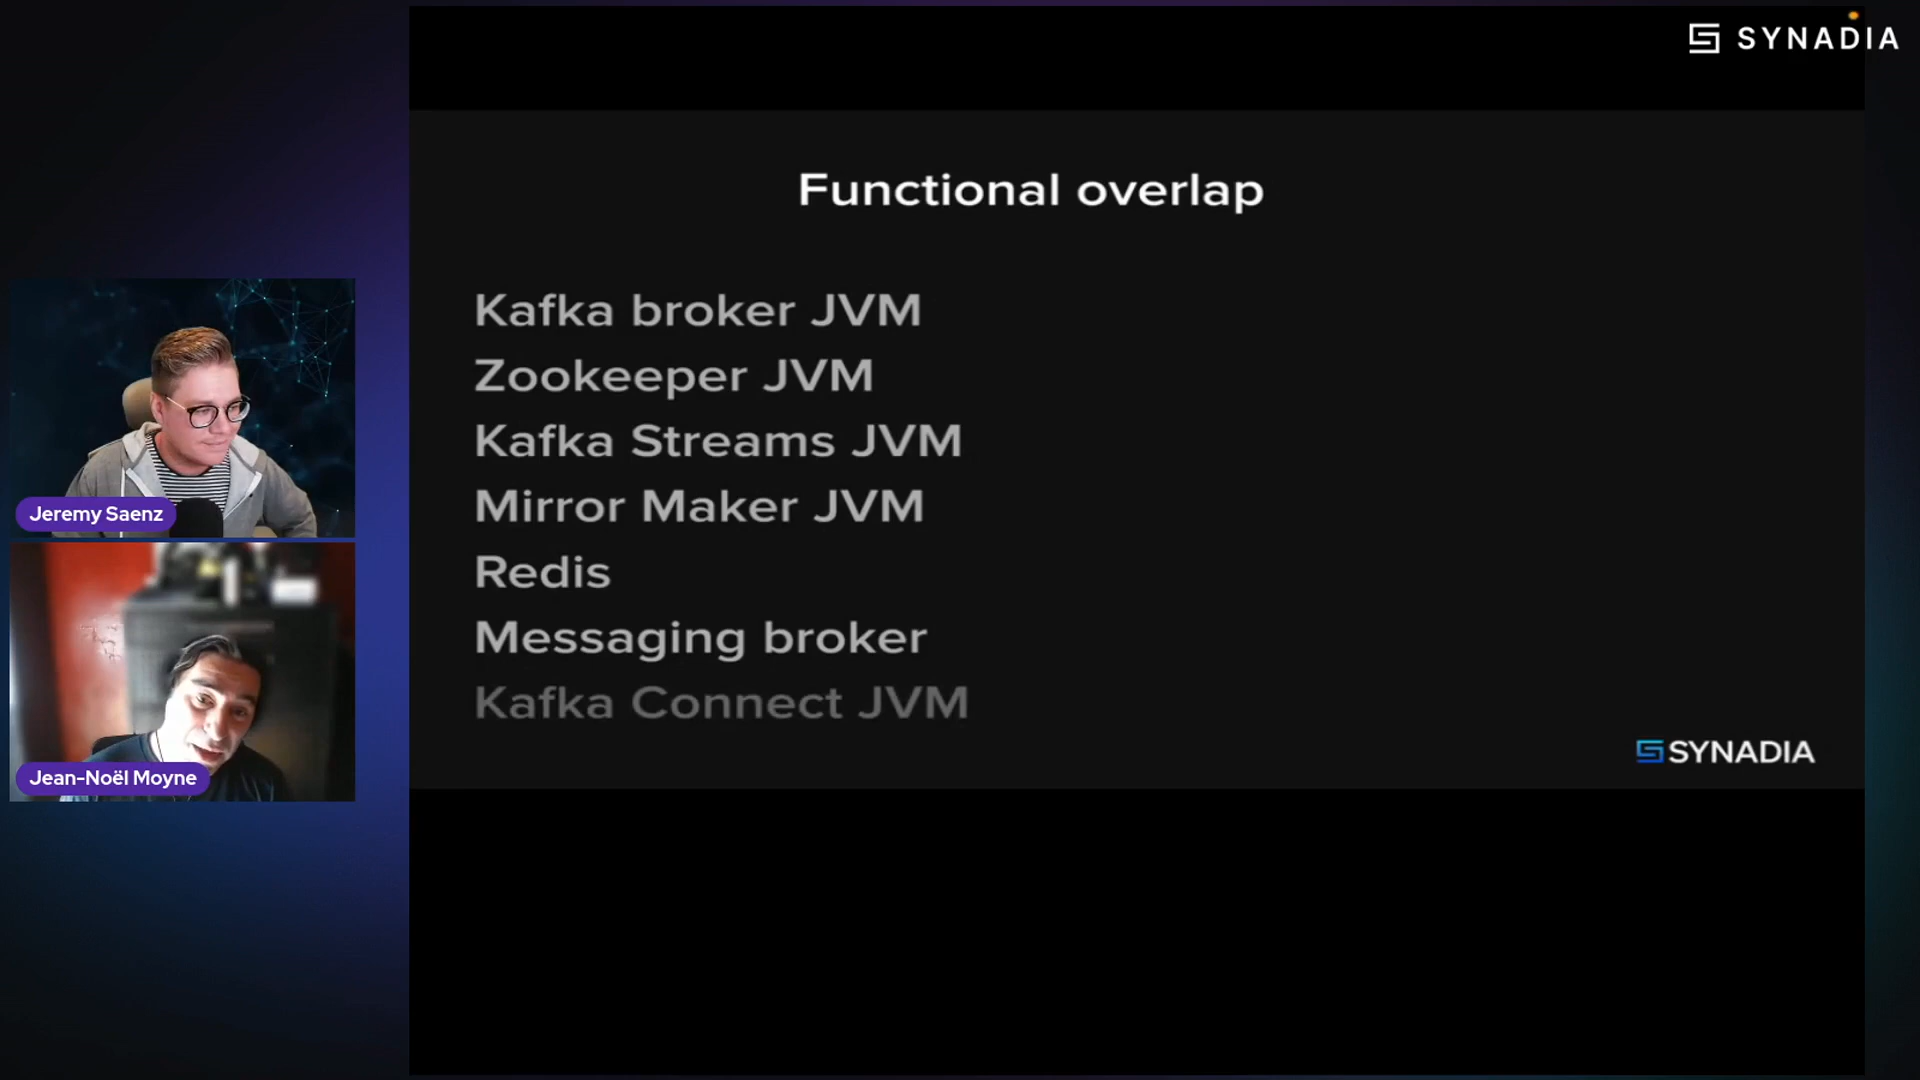 SYNADIA
Functional overlap
Kafka broker JVM
Zookeeper JVM
Kafka Streams JVM
Mirror Maker JVM
Redis
Messaging broker
Kafka Connect JVM
SYNADIA
Jeremy Saenz
Jean-Noël Moyne